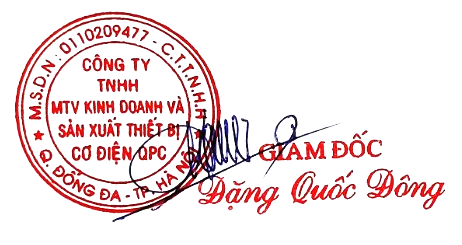 M.S.D.N: 0110209477 - C.T.T.N.H.H
CÔNG TY
TNHH
MTV KINH DOANH VÀ
SẢN XUẤT THIẾT BỊ
CƠ ĐIỆN QPC
Q. ĐỐNG ĐA - TP. HÀ NỘI
GIÁM ĐỐC
Đặng Quốc Đông